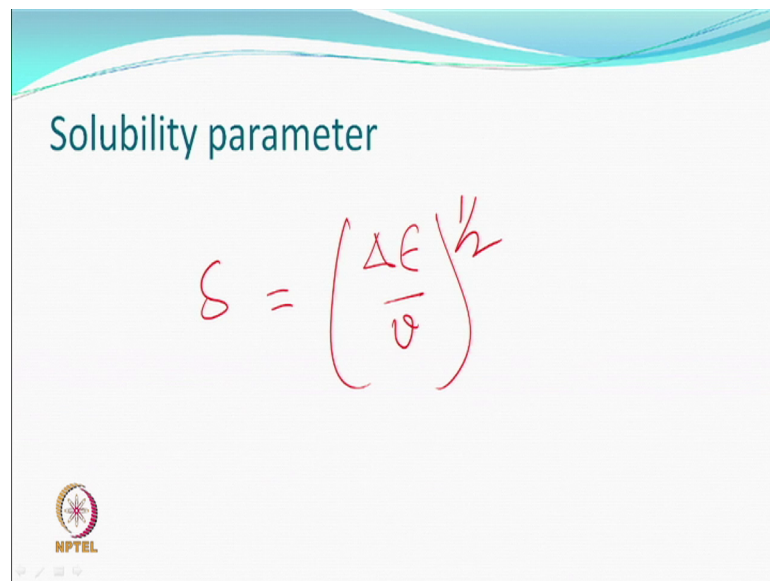 Solubility parameter
δ = (ΔE/v)^1/2
NPTEL